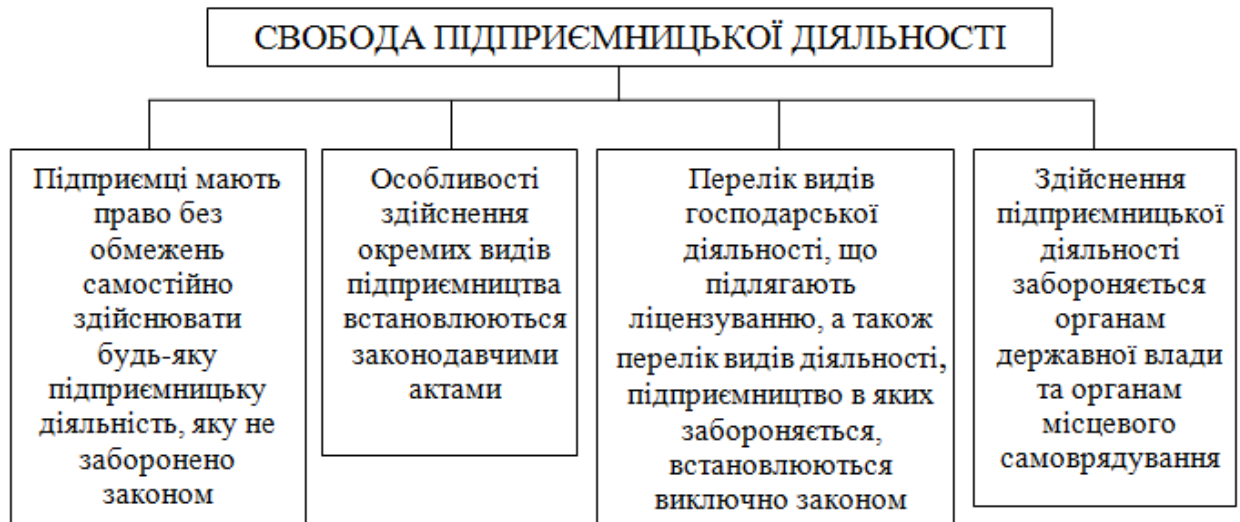 СВОБОДА ПІДПРИЄМНИЦЬКОЇ ДІЯЛЬНОСТІ
Підприємці мають
право без
обмежень
самостійно
здійснювати
будь-яку
підприємницьку
діяльність, яку не
заборонено
законом
Особливості
здійснення
окремих видів
підприємництва
встановлюються
законодавчими
актами
Перелік видів
господарської
діяльності, що
підлягають
ліцензуванню, а також
перелік видів діяльності,
підприємництво в яких
забороняється,
встановлюються
виключно законом
Здійснення
підприємницької
діяльності
забороняється
органам
державної влади
та органам
місцевого
самоврядування